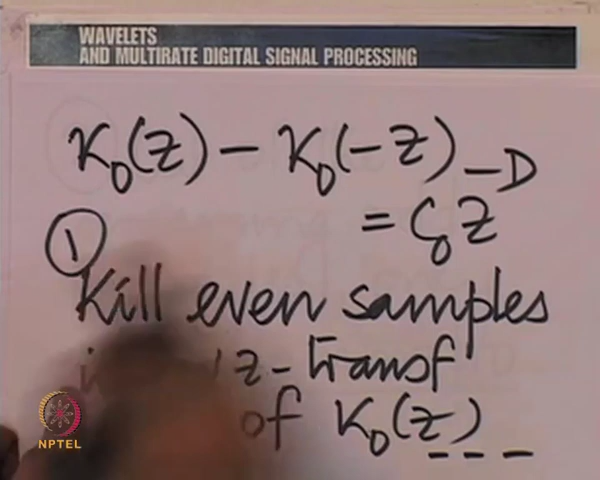 WAVELETS
AND MULTIRATE DIGITAL SIGNAL PROCESSING
K₀(Z) − K₀(−Z)
= C₀ Z^{−D}
①
Kill even samples
z-transf
of K₀(z) ---
NPTEL